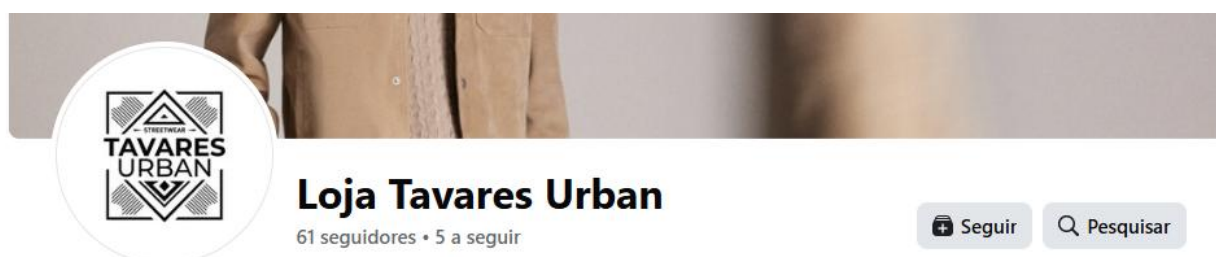 STREETWEAR
TAVARES
URBAN
Loja Tavares Urban
61 seguidores • 5 a seguir
Seguir
Pesquisar